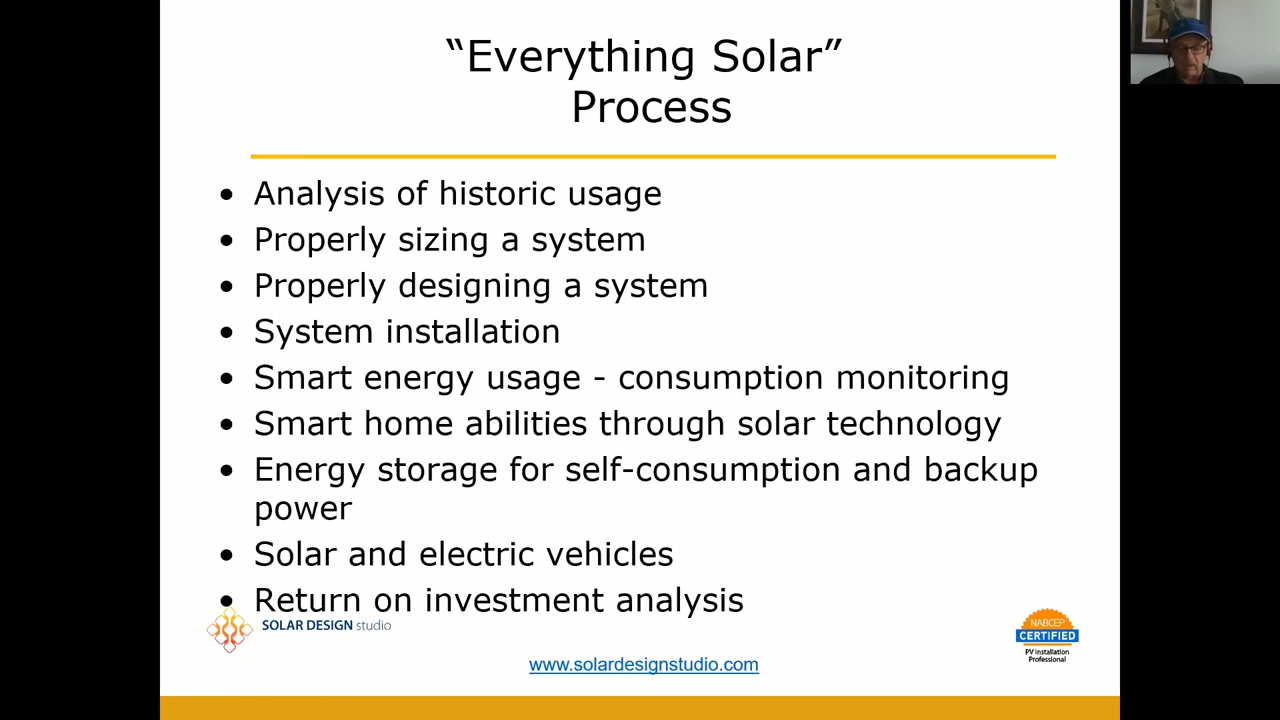 “Everything Solar”
Process
• Analysis of historic usage
• Properly sizing a system
• Properly designing a system
• System installation
• Smart energy usage - consumption monitoring
• Smart home abilities through solar technology
• Energy storage for self-consumption and backup
power
• Solar and electric vehicles
• Return on investment analysis
SOLAR DESIGN studio
NABCEP
CERTIFIED
PV Installation
Professional
www.solardesignstudio.com